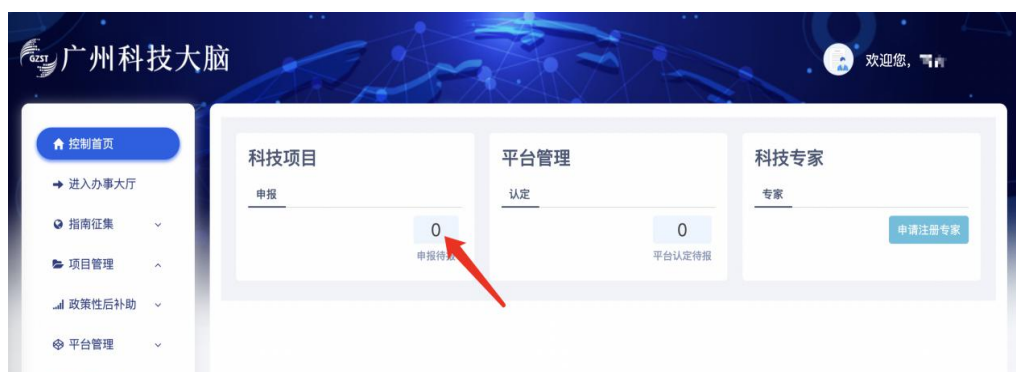 GZST
广州科技大脑
欢迎您，
控制首页
进入办事大厅
指南征集
项目管理
政策性后补助
平台管理
科技项目
申报
0
申报待
平台管理
认定
0
平台认定待报
科技专家
专家
申请注册专家